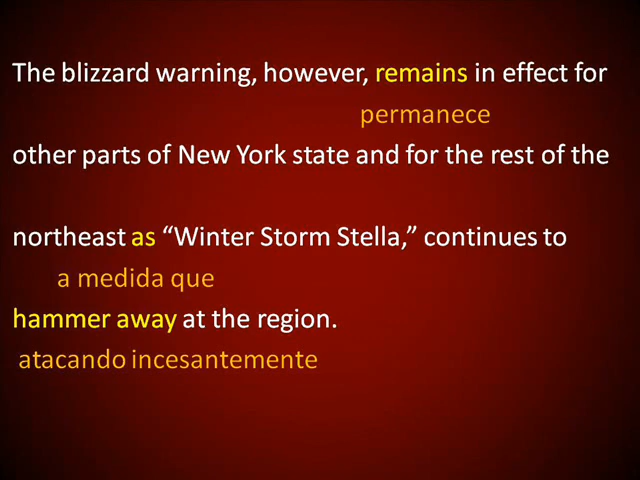 The blizzard warning, however, remains in effect for
permanece
other parts of New York state and for the rest of the
northeast as “Winter Storm Stella,” continues to
a medida que
hammer away at the region.
atacando incesantemente